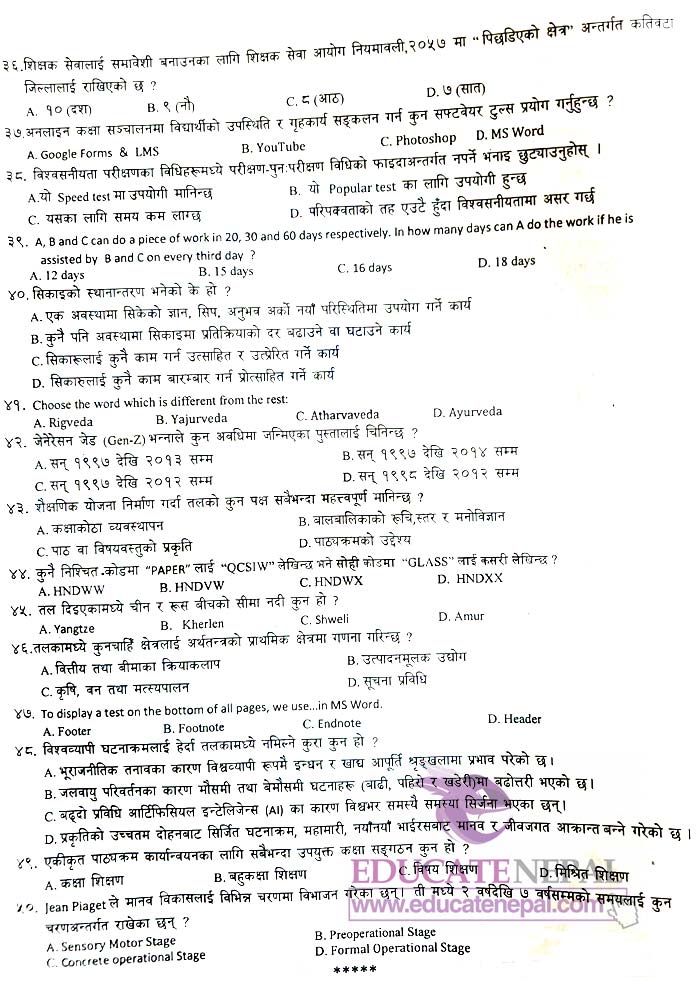 ३६.शिक्षक सेवालाई समावेशी बनाउनका लागि शिक्षक सेवा आयोग नियमावली,२०५७ मा “ पिछडिएको क्षेत्र” अन्तर्गत कतिवटा
जिल्लालाई राखिएको छ ?
A. १० (दश) B. ९ (नौ) C. ८ (आठ) D. ७ (सात)
३७.अनलाइन कक्षा सञ्चालनमा विद्यार्थीको उपस्थिति र गृहकार्य सङ्कलन गर्न कुन सफ्टवेयर टुल्स प्रयोग गर्नुहुन्छ ?
A. Google Forms & LMS B. YouTube C. Photoshop D. MS Word
३८. विश्वसनीयता परीक्षणका विधिहरूमध्ये परीक्षण-पुनःपरीक्षण विधिको फाइदाअन्तर्गत नपर्ने भनाइ छुट्याउनुहोस् ।
A.यो Speed test मा उपयोगी मानिन्छ B. यो Popular test का लागि उपयोगी हुन्छ
C. यसका लागि समय कम लाग्छ D. परिपक्वताको तह एउटै हुँदा विश्वसनीयतामा असर गर्छ
३९. A, B and C can do a piece of work in 20, 30 and 60 days respectively. In how many days can A do the work if he is
assisted by B and C on every third day ?
A. 12 days B. 15 days C. 16 days D. 18 days
४०.सिकाइको स्थानान्तरण भनेको के हो ?
A. एक अवस्थामा सिकेको ज्ञान, सिप, अनुभव अर्को नयाँ परिस्थितिमा उपयोग गर्ने कार्य
B. कुनै पनि अवस्थामा सिकाइमा प्रतिक्रियाको दर बढाउने वा घटाउने कार्य
C. सिकारूलाई कुनै काम गर्न उत्साहित र उत्प्रेरित गर्ने कार्य
D. सिकारुलाई कुनै काम बारम्बार गर्न प्रोत्साहित गर्ने कार्य
४१. Choose the word which is different from the rest:
A. Rigveda B. Yajurveda C. Atharvaveda D. Ayurveda
४२. जेनेरेसन जेड (Gen-Z) भन्नाले कुन अवधिमा जन्मिएका पुस्तालाई चिनिन्छ ?
A. सन् १९९७ देखि २०१३ सम्म B. सन् १९९७ देखि २०१४ सम्म
C. सन् १९९७ देखि २०१२ सम्म D. सन् १९९८ देखि २०१२ सम्म
४३. शैक्षणिक योजना निर्माण गर्दा तलको कुन पक्ष सबैभन्दा महत्त्वपूर्ण मानिन्छ ?
A. कक्षाकोठा व्यवस्थापन B. बालबालिकाको रूचि,स्तर र मनोविज्ञान
C. पाठ वा विषयवस्तुको प्रकृति D. पाठ्यक्रमको उद्देश्य
४४. कुनै निश्चित कोडमा “PAPER” लाई “QCSIW” लेखिन्छ भने सोही कोडमा “GLASS” लाई कसरी लेखिन्छ ?
A. HNDWW B. HNDVW C. HNDWX D. HNDXX
४५. तल दिइएकामध्ये चीन र रूस बीचको सीमा नदी कुन हो ?
A. Yangtze B. Kherlen C. Shweli D. Amur
४६.तलकामध्ये कुनचाहिँ क्षेत्रलाई अर्थतन्त्रको प्राथमिक क्षेत्रमा गणना गरिन्छ ?
A. वित्तीय तथा बीमाका क्रियाकलाप B. उत्पादनमूलक उद्योग
C. कृषि, वन तथा मत्स्यपालन D. सूचना प्रविधि
४७. To display a test on the bottom of all pages, we use...in MS Word.
A. Footer B. Footnote C. Endnote D. Header
४८. विश्वव्यापी घटनाक्रमलाई हेर्दा तलकामध्ये नमिल्ने कुरा कुन हो ?
A. भूराजनीतिक तनावका कारण विश्वव्यापी रूपमै इन्धन र खाद्य आपूर्ति श्रृङ्खलामा प्रभाव परेको छ।
B. जलवायु परिवर्तनका कारण मौसमी तथा बेमौसमी घटनाहरू (बाढी, पहिरो र खडेरी)मा बढोत्तरी भएको छ।
C. बढ्दो प्रविधि आर्टिफिसियल इन्टेलिजेन्स (AI) का कारण विश्वभर समस्यै समस्या सिर्जना भएका छन्।
D. प्रकृतिको उच्चतम दोहनबाट सिर्जित घटनाक्रम, महामारी, नयाँनयाँ भाईरसबाट मानव र जीवजगत आक्रान्त बन्ने गरेको छ ।
४९. एकीकृत पाठ्यक्रम कार्यान्वयनका लागि सबैभन्दा उपयुक्त कक्षा सङ्गठन कुन हो ?
A. कक्षा शिक्षण B. बहुकक्षा शिक्षण C. विषय शिक्षण D. मिश्रित शिक्षण
EDUCATENEPAL
www.educatenepal.com
५०. Jean Piaget ले मानव विकासलाई विभिन्न चरणमा विभाजन गरेका छन्। ती मध्ये २ वर्षदेखि ७ वर्षसम्मको समयलाई कुन
चरणअन्तर्गत राखेका छन् ?
A. Sensory Motor Stage B. Preoperational Stage
C. Concrete operational Stage D. Formal Operational Stage
*****